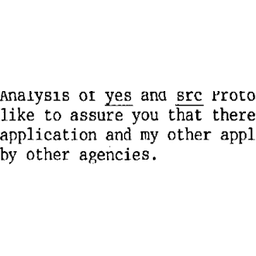 Analysis of yes and src Proto
like to assure you that there
application and my other appl
by other agencies.